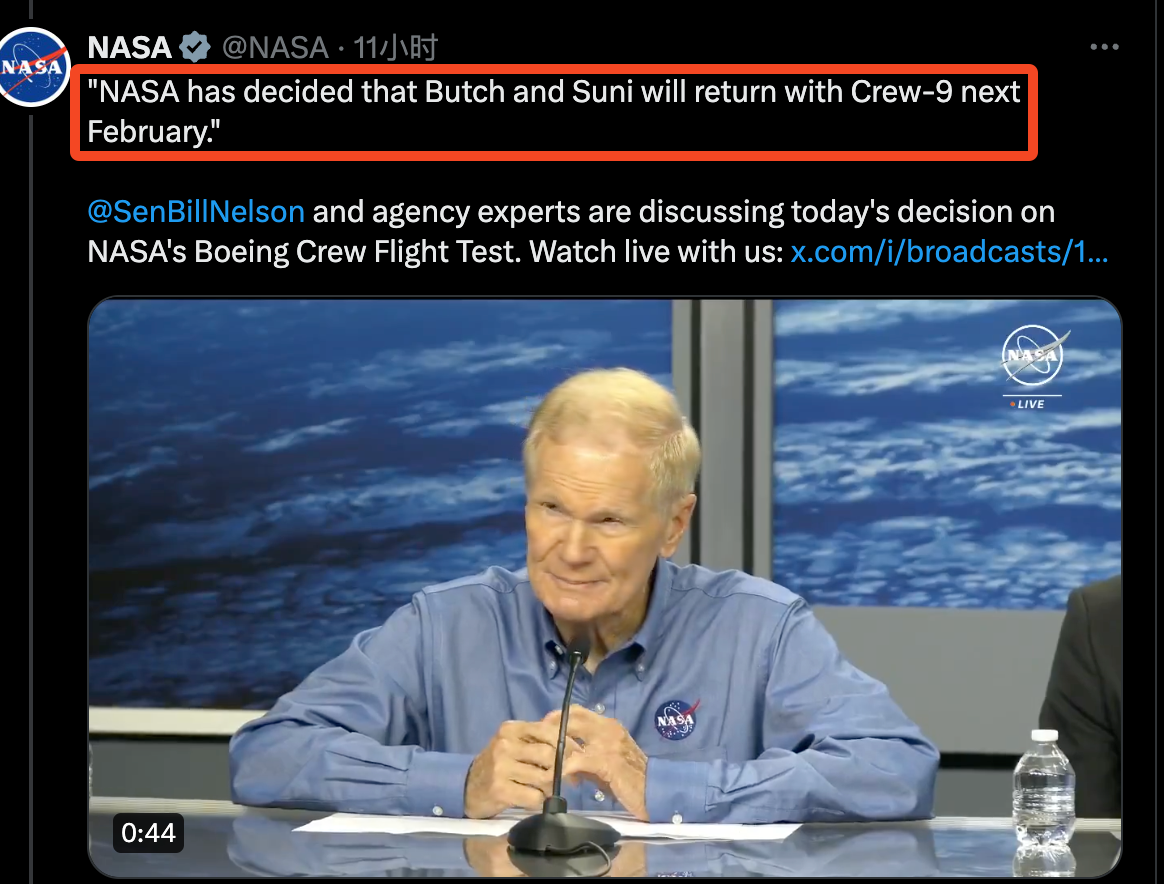 NASA @NASA · 11小时
"NASA has decided that Butch and Suni will return with Crew-9 next
February."
@SenBillNelson and agency experts are discussing today's decision on
NASA's Boeing Crew Flight Test. Watch live with us: x.com/i/broadcasts/1...
NASA
NASA
LIVE
NASA
0:44